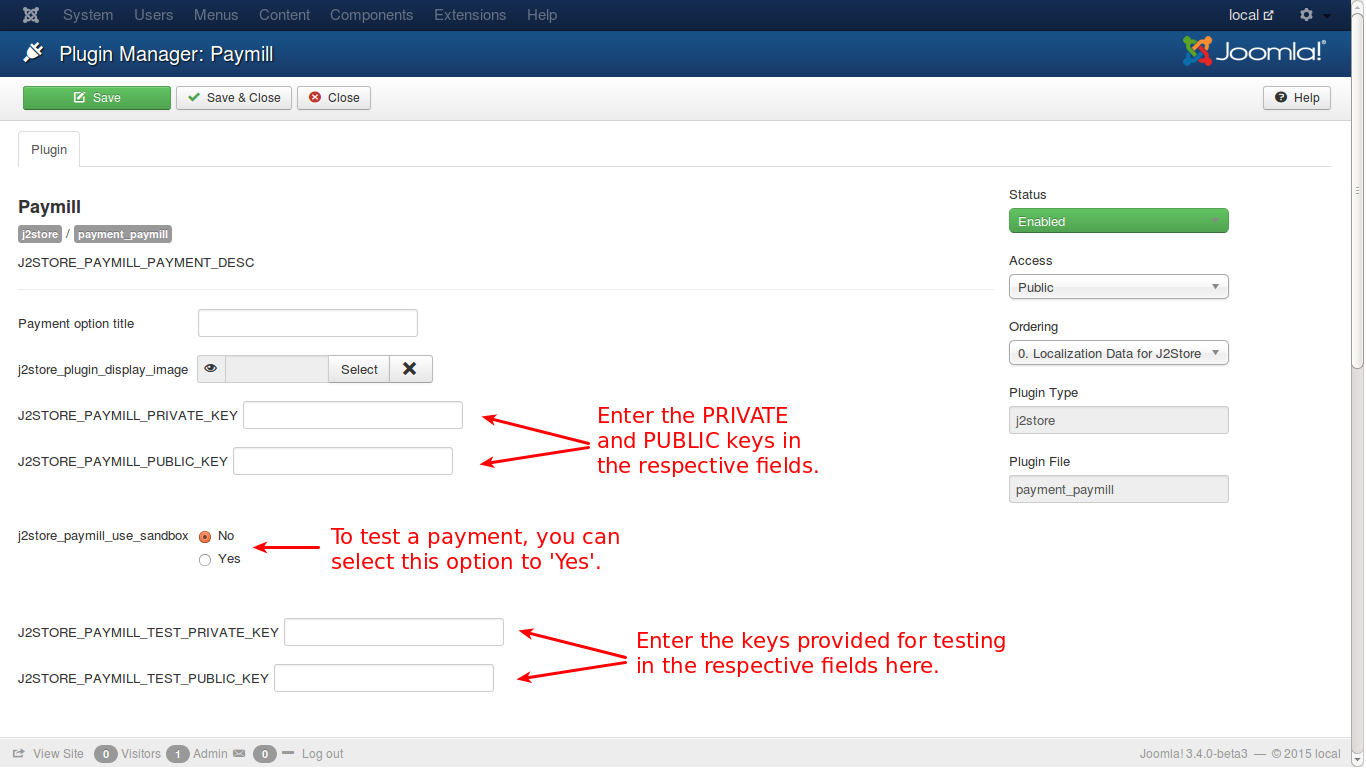 System Users Menus Content Components Extensions Help local
Plugin Manager: Paymill
Joomla!®
Save Save & Close Close Help
Plugin
Paymill
j2store / payment_paymill
J2STORE_PAYMILL_PAYMENT_DESC
Payment option title
j2store_plugin_display_image Select
J2STORE_PAYMILL_PRIVATE_KEY
J2STORE_PAYMILL_PUBLIC_KEY
Enter the PRIVATE
and PUBLIC keys in
the respective fields.
j2store_paymill_use_sandbox No
Yes
To test a payment, you can
select this option to 'Yes'.
J2STORE_PAYMILL_TEST_PRIVATE_KEY
J2STORE_PAYMILL_TEST_PUBLIC_KEY
Enter the keys provided for testing
in the respective fields here.
Status
Enabled
Access
Public
Ordering
0. Localization Data for J2Store
Plugin Type
j2store
Plugin File
payment_paymill
View Site 0 Visitors 1 Admin 0 Log out
Joomla! 3.4.0-beta3 — © 2015 local